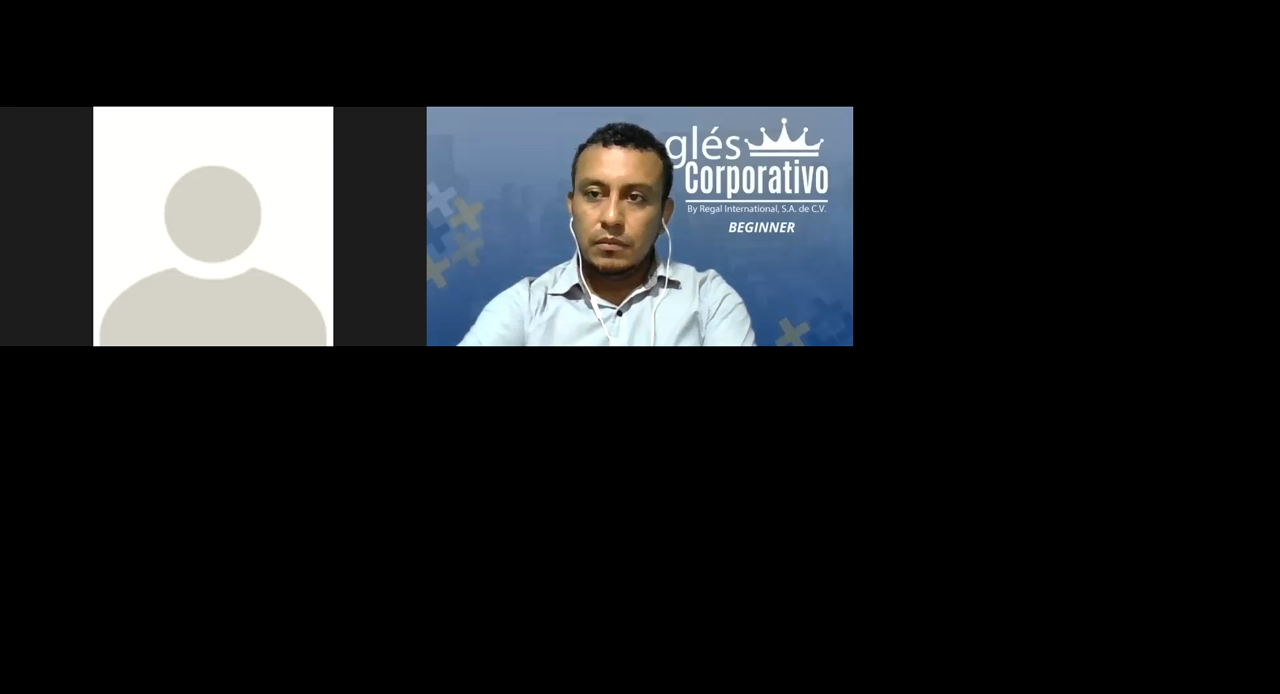 glés
Corporativo
By Regal International, S.A. de C.V.
BEGINNER